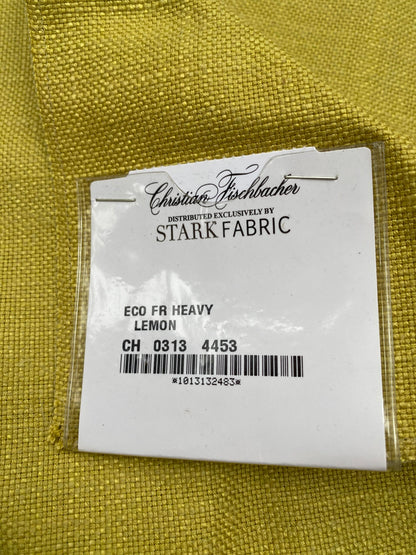 Christian Fischbacher
DISTRIBUTED EXCLUSIVELY BY
STARK FABRIC
ECO FR HEAVY
LEMON
CH 0313 4453
*1013132483*